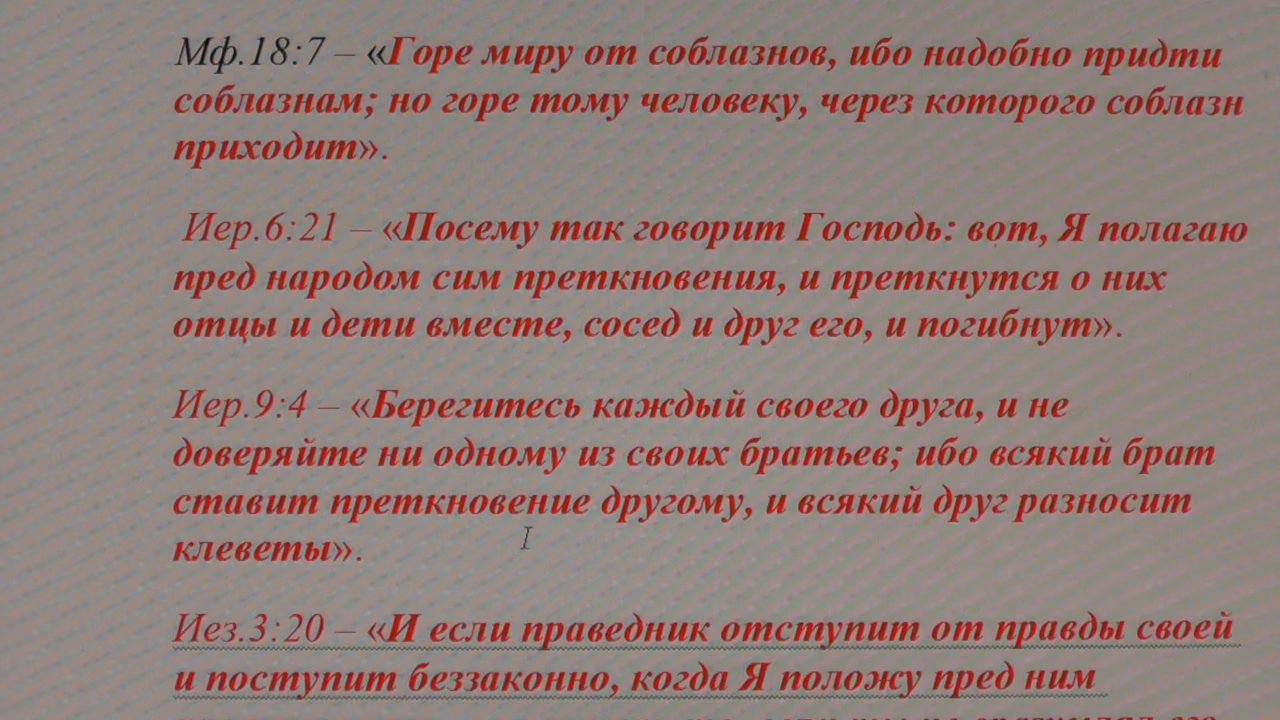 Мф.18:7 – «Горе миру от соблазнов, ибо надобно придти
соблазнам; но горе тому человеку, через которого соблазн
приходит».
Иер.6:21 – «Посему так говорит Господь: вот, Я полагаю
пред народом сим преткновения, и преткнутся о них
отцы и дети вместе, сосед и друг его, и погибнут».
Иер.9:4 – «Берегитесь каждый своего друга, и не
доверяйте ни одному из своих братьев; ибо всякий брат
ставит преткновение другому, и всякий друг разносит
клеветы».
Иез.3:20 – «И если праведник отступит от правды своей
и поступит беззаконно, когда Я положу пред ним